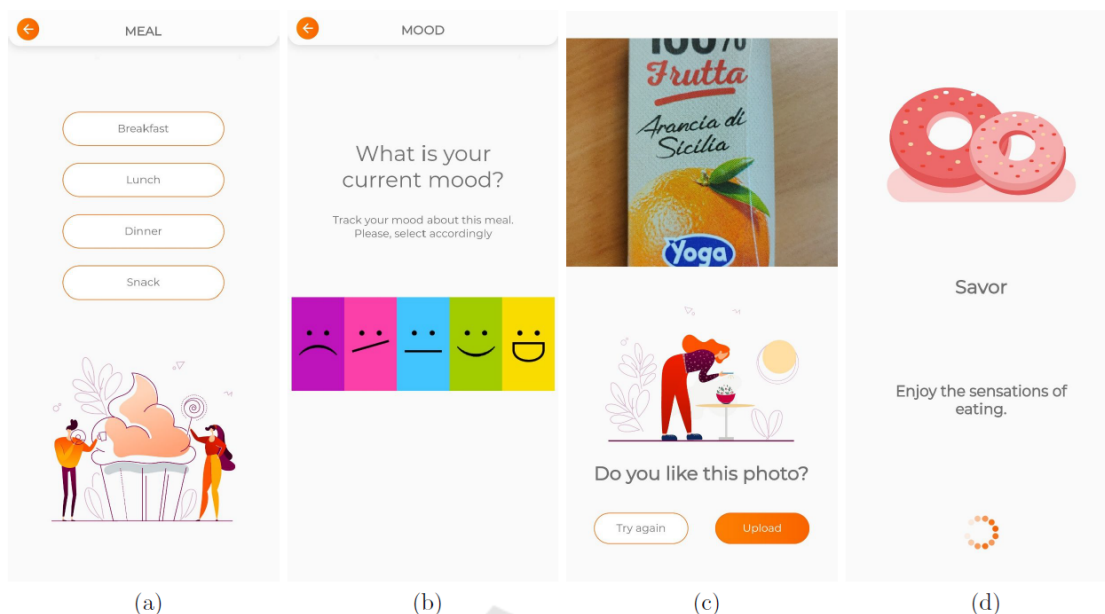 MEAL
Breakfast
Lunch
Dinner
Snack
(a)
MOOD
What is your
current mood?
Track your mood about this meal.
Please, select accordingly
(b)
100%
Frutta
Arancia di
Sicilia
Yoga
Do you like this photo?
Try again
Upload
(c)
Savor
Enjoy the sensations of
eating.
(d)